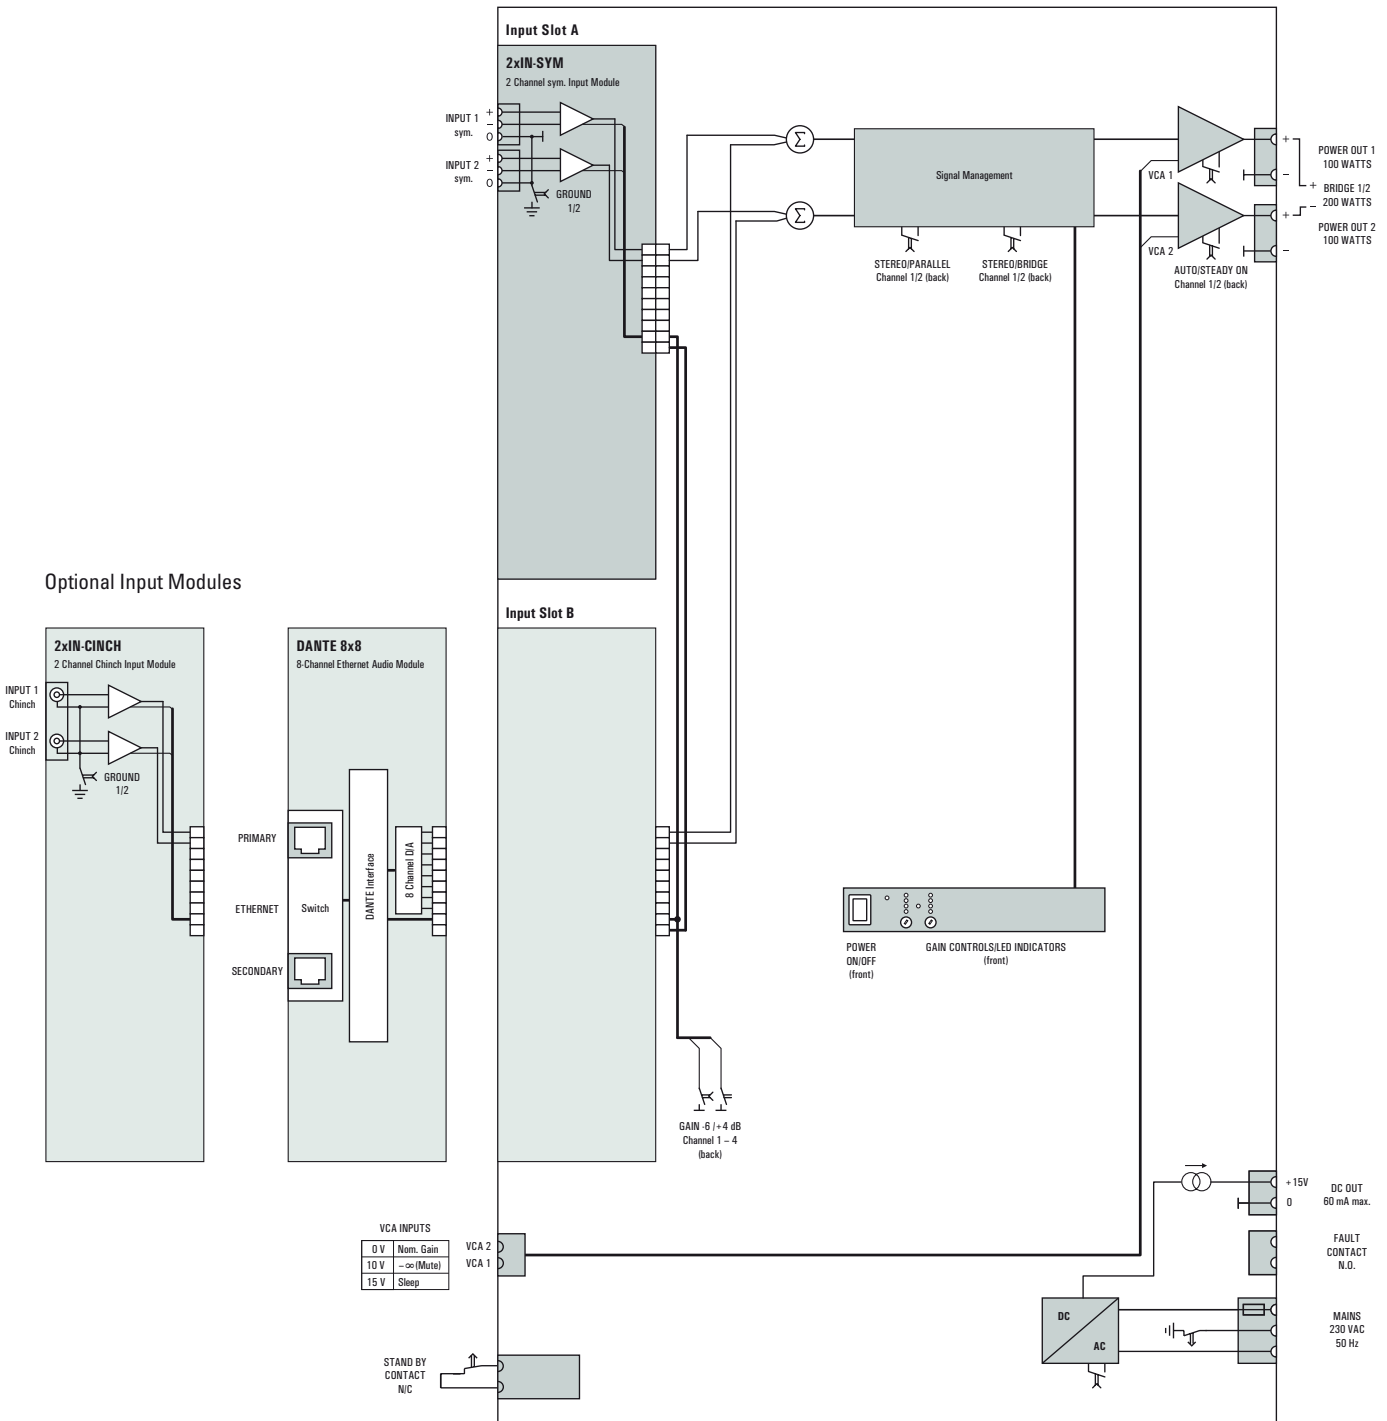 Input Slot A
2xIN-SYM
2 Channel sym. Input Module
INPUT 1
sym.
+
−
0
INPUT 2
sym.
+
−
0
GROUND
1/2
Σ
Σ
Signal Management
STEREO/PARALLEL
Channel 1/2 (back)
STEREO/BRIDGE
Channel 1/2 (back)
VCA 1
VCA 2
AUTO/STEADY ON
Channel 1/2 (back)
+
−
+
−
POWER OUT 1
100 WATTS
+ BRIDGE 1/2
− 200 WATTS
POWER OUT 2
100 WATTS
Optional Input Modules
2xIN-CINCH
2 Channel Chinch Input Module
INPUT 1
Chinch
INPUT 2
Chinch
GROUND
1/2
DANTE 8x8
8-Channel Ethernet Audio Module
PRIMARY
ETHERNET
SECONDARY
Switch
DANTE Interface
8 Channel D/A
Input Slot B
GAIN -6 /+4 dB
Channel 1 – 4
(back)
POWER
ON/OFF
(front)
GAIN CONTROLS/LED INDICATORS
(front)
VCA INPUTS
0 V Nom. Gain
10 V −∞(Mute)
15 V Sleep
VCA 2
VCA 1
STAND BY
CONTACT
N/C
+15V
0
DC OUT
60 mA max.
FAULT
CONTACT
N.O.
DC
AC
MAINS
230 VAC
50 Hz